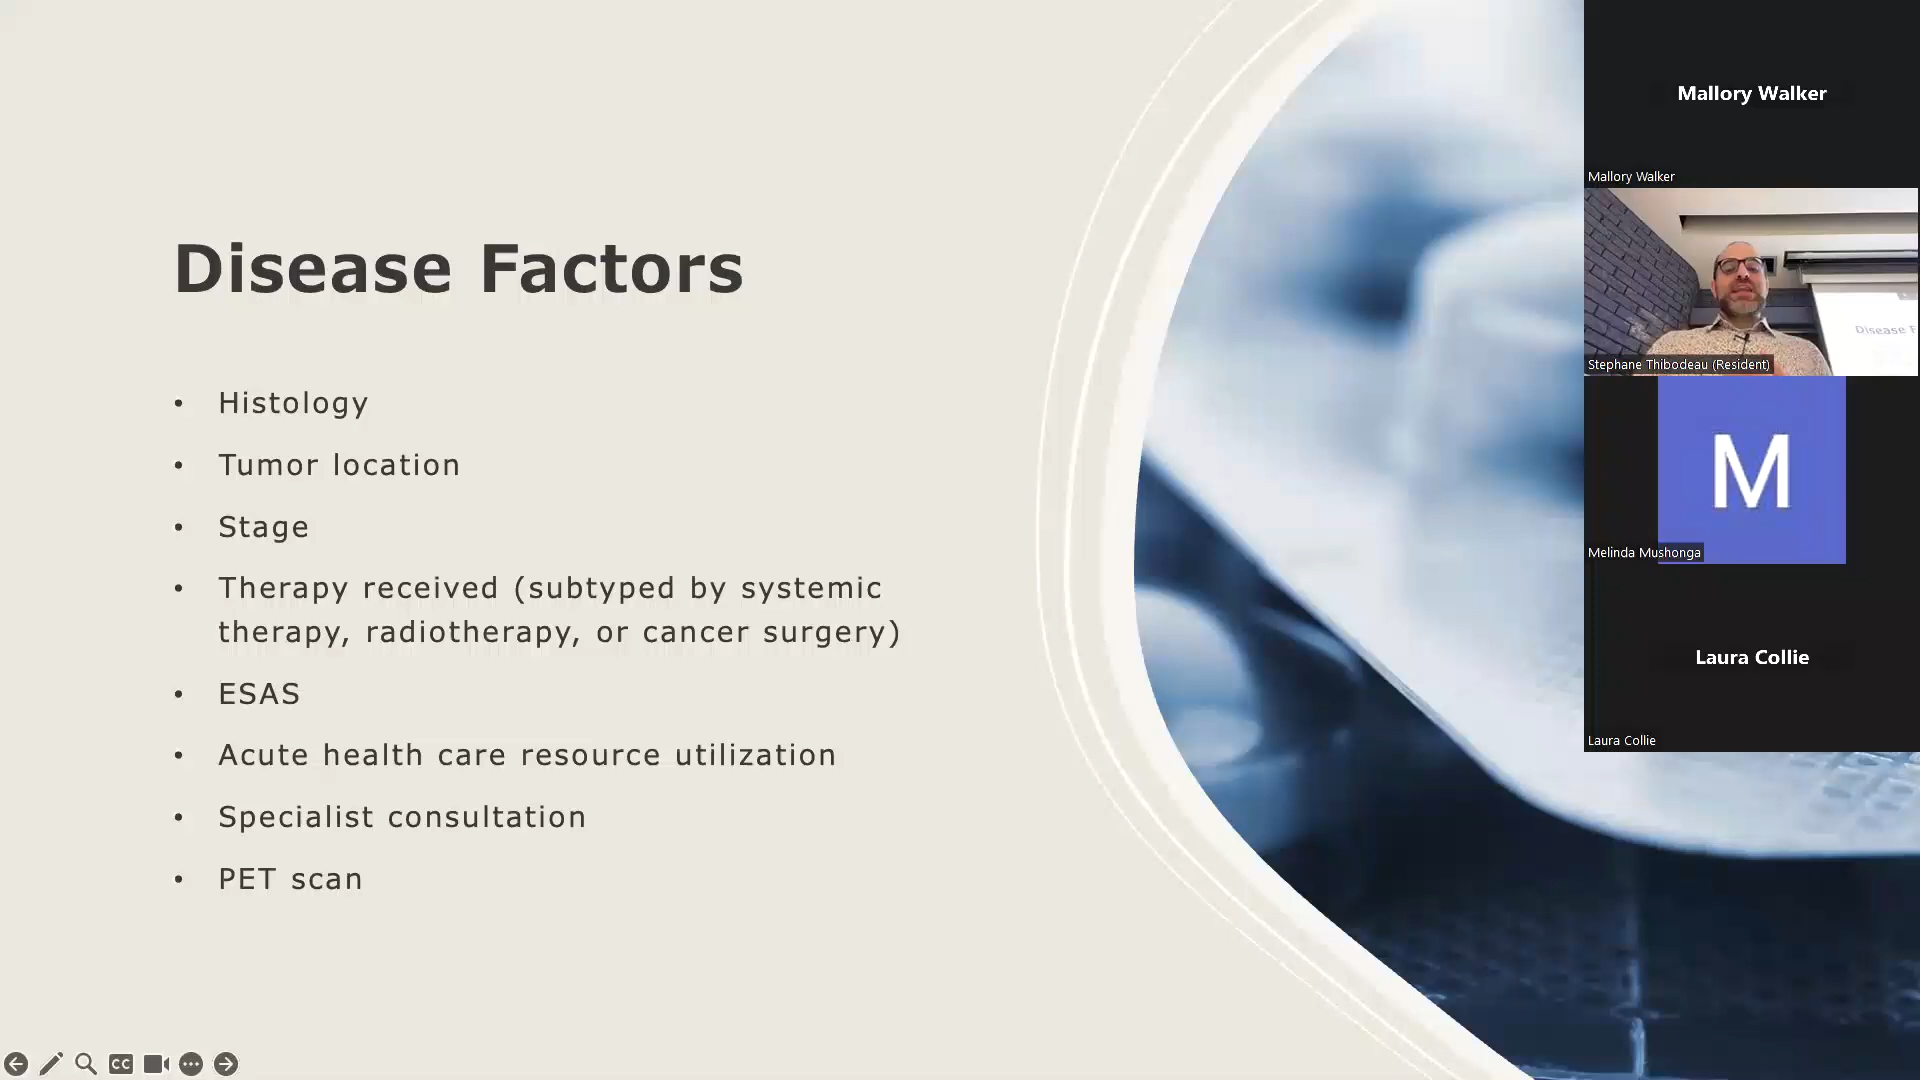 Disease Factors
• Histology
• Tumor location
• Stage
• Therapy received (subtyped by systemic
therapy, radiotherapy, or cancer surgery)
• ESAS
• Acute health care resource utilization
• Specialist consultation
• PET scan
Mallory Walker
Mallory Walker
Disease F
Stephane Thibodeau (Resident)
M
Melinda Mushonga
Laura Collie
Laura Collie
CC